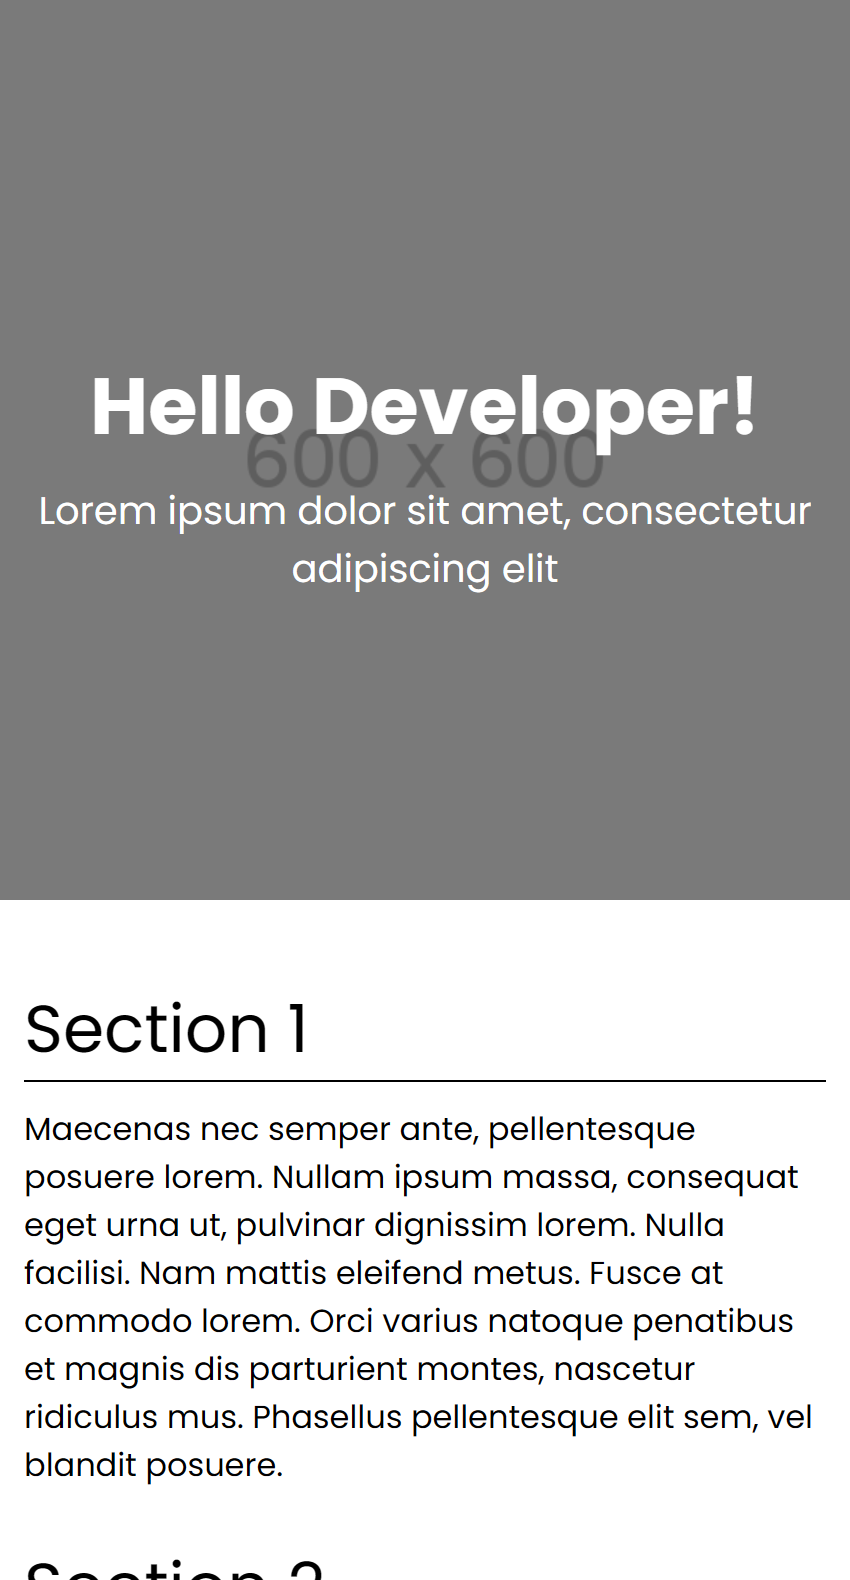 Hello Developer!
600 x 600
Lorem ipsum dolor sit amet, consectetur
adipiscing elit
Section 1
Maecenas nec semper ante, pellentesque
posuere lorem. Nullam ipsum massa, consequat
eget urna ut, pulvinar dignissim lorem. Nulla
facilisi. Nam mattis eleifend metus. Fusce at
commodo lorem. Orci varius natoque penatibus
et magnis dis parturient montes, nascetur
ridiculus mus. Phasellus pellentesque elit sem, vel
blandit posuere.
Section 2